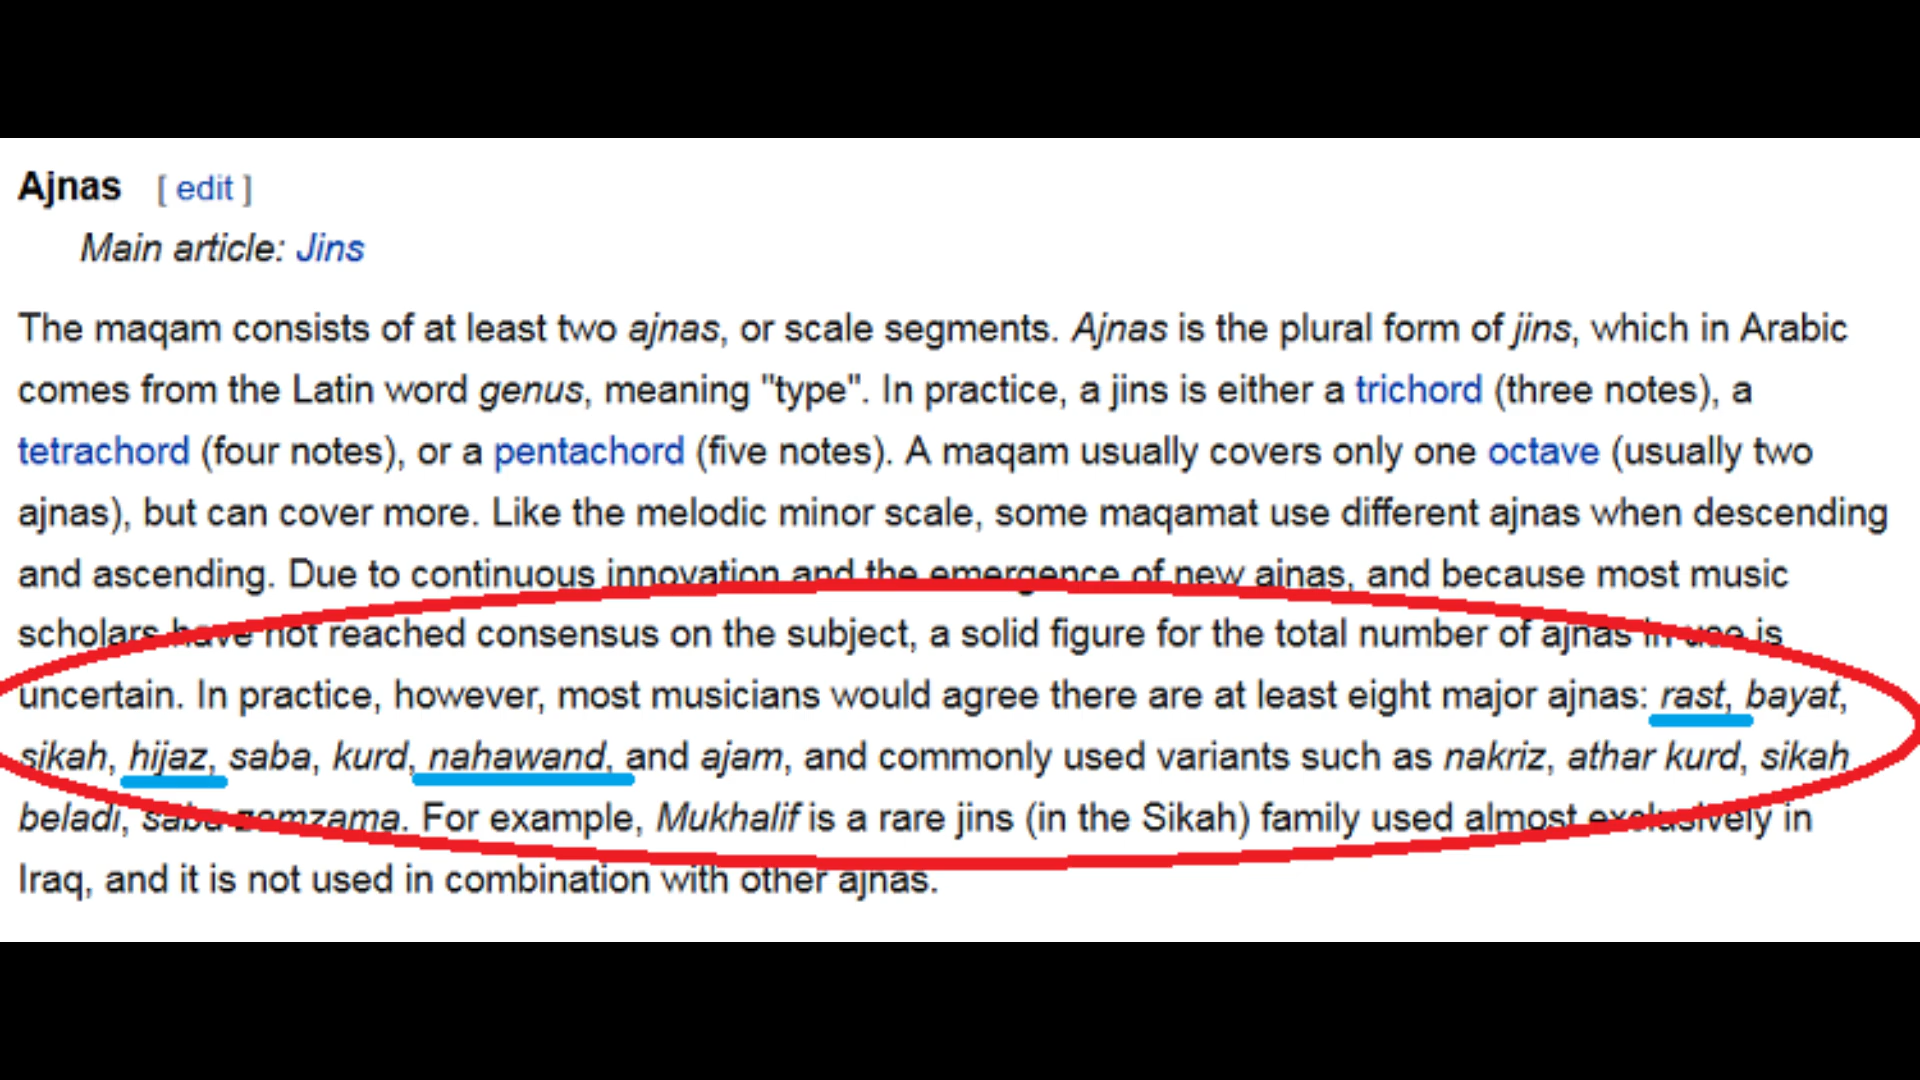 Ajnas [ edit ]
Main article: Jins
The maqam consists of at least two ajnas, or scale segments. Ajnas is the plural form of jins, which in Arabic
comes from the Latin word genus, meaning "type". In practice, a jins is either a trichord (three notes), a
tetrachord (four notes), or a pentachord (five notes). A maqam usually covers only one octave (usually two
ajnas), but can cover more. Like the melodic minor scale, some maqamat use different ajnas when descending
and ascending. Due to continuous innovation and the emergence of new ajnas, and because most music
scholars have not reached consensus on the subject, a solid figure for the total number of ajnas in use is
uncertain. In practice, however, most musicians would agree there are at least eight major ajnas: rast, bayat,
sikah, hijaz, saba, kurd, nahawand, and ajam, and commonly used variants such as nakriz, athar kurd, sikah
beladi, saba zamzama. For example, Mukhalif is a rare jins (in the Sikah) family used almost exclusively in
Iraq, and it is not used in combination with other ajnas.